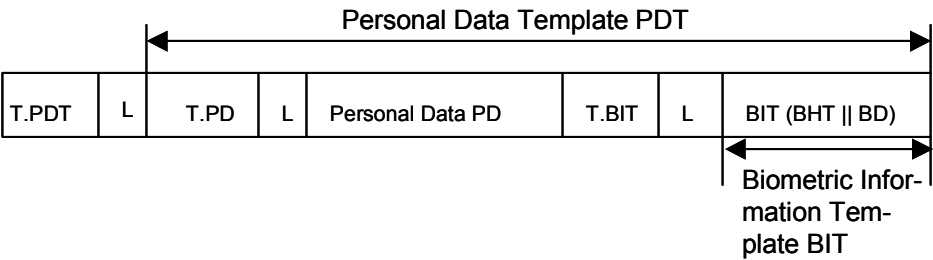 Personal Data Template PDT
T.PDT L T.PD L Personal Data PD T.BIT L BIT (BHT || BD)
Biometric Infor-
mation Tem-
plate BIT